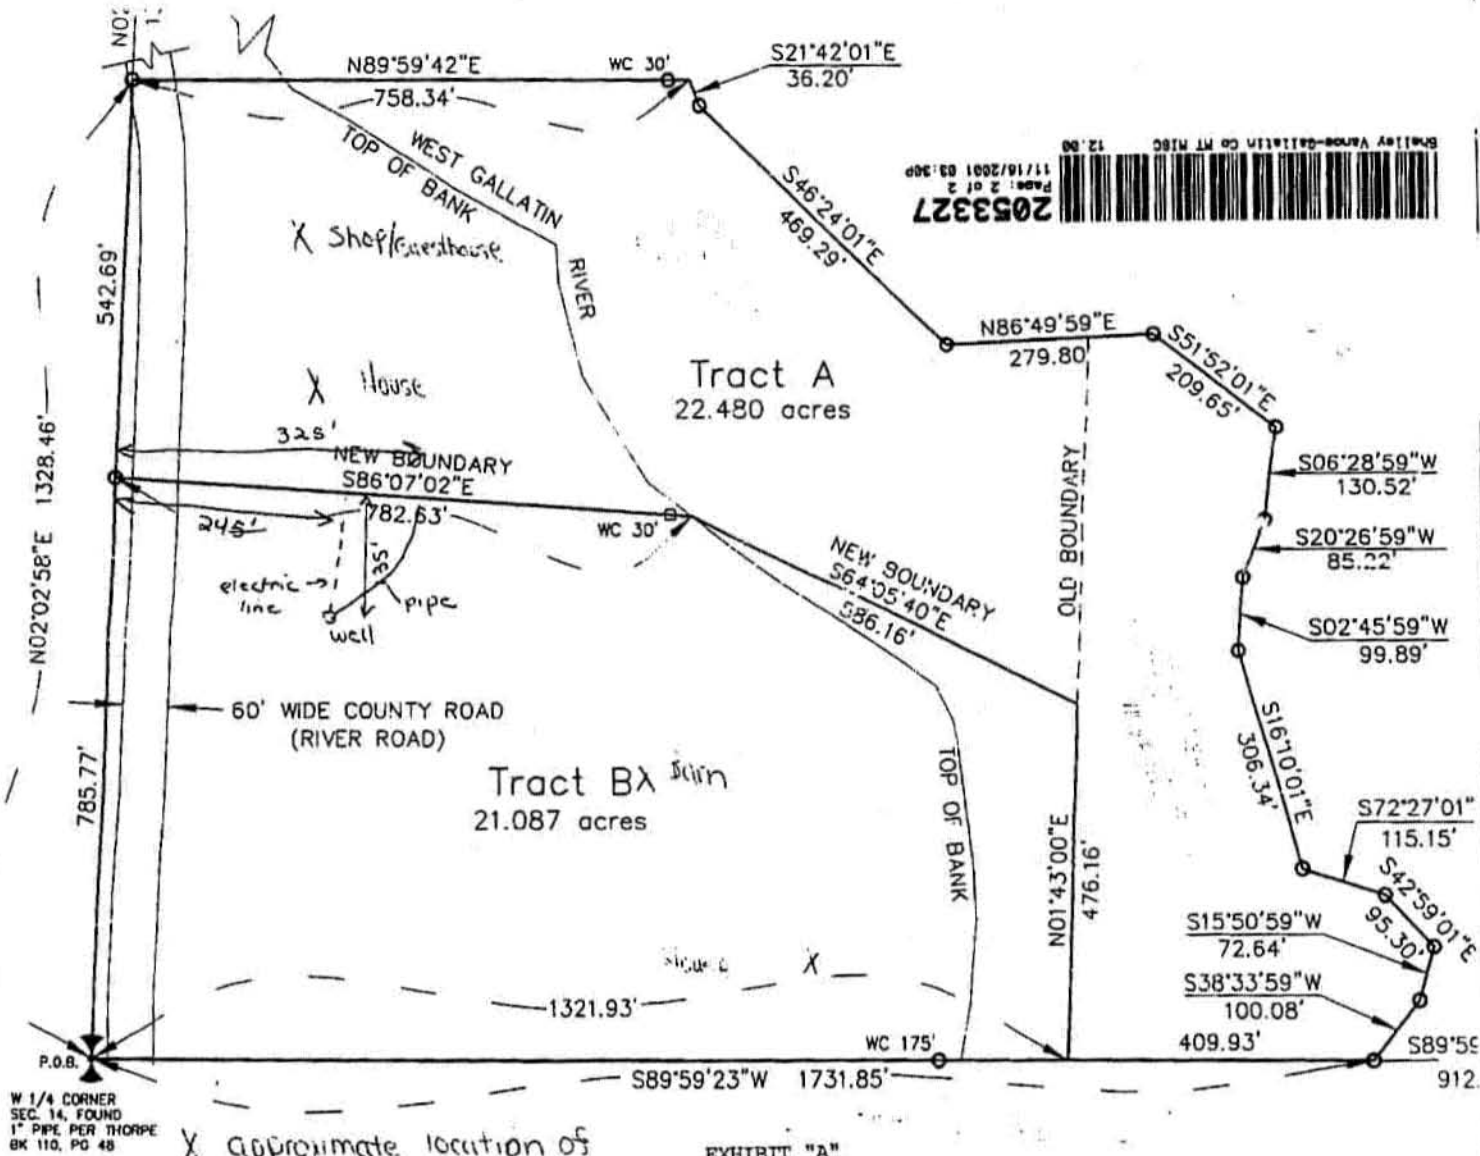 N89°59'42"E
758.34'
WC 30'
S21°42'01"E
36.20'
Shelley Vance-Gallatin Co MT MISC 12.00
2053327
Page: 2 of 2
11/16/2001 03:30P
WEST GALLATIN
RIVER
TOP OF BANK
S46°24'01"E
469.29'
X Shop/Guesthouse
542.69'
N86°49'59"E
279.80
S51°52'01"E
209.65'
Tract A
22.480 acres
X House
325'
NEW BOUNDARY
S86°07'02"E
782.53'
WC 30'
245'
35'
electric
line
pipe
well
OLD BOUNDARY
S06°28'59"W
130.52'
S20°26'59"W
85.22'
S02°45'59"W
99.89'
NEW BOUNDARY
S64°05'40"E
586.16'
N02°02'58"E 1328.46'
60' WIDE COUNTY ROAD
(RIVER ROAD)
785.77'
Tract B X Barn
21.087 acres
TOP OF BANK
N01°43'00"E
476.16'
S16°10'01"E
306.34'
S72°27'01"
115.15'
S42°59'01"E
95.30'
S15°50'59"W
72.64'
S38°33'59"W
100.08'
X
1321.93'
WC 175'
409.93'
S89°59
912.
P.O.B.
S89°59'23"W 1731.85'
W 1/4 CORNER
SEC. 14, FOUND
1" PIPE PER THORPE
BK 110, PG 48
X approximate location of
EXHIBIT "A"